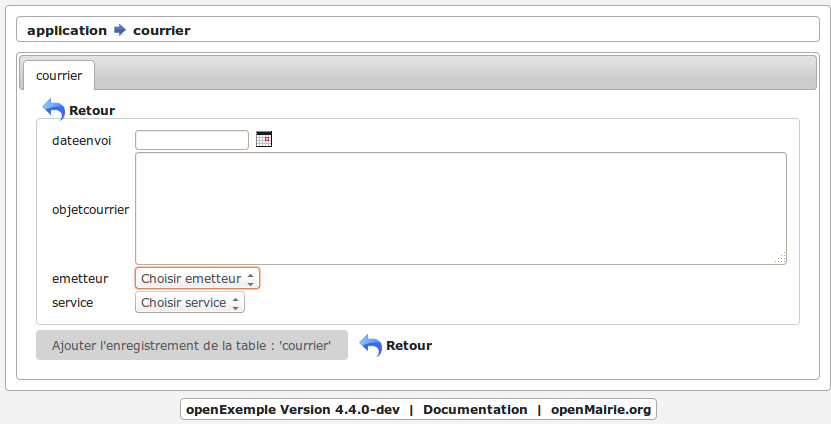 application courrier
courrier
Retour
dateenvoi
objetcourrier
emetteur Choisir emetteur
service Choisir service
Ajouter l'enregistrement de la table : 'courrier' Retour
openExemple Version 4.4.0-dev | Documentation | openMairie.org